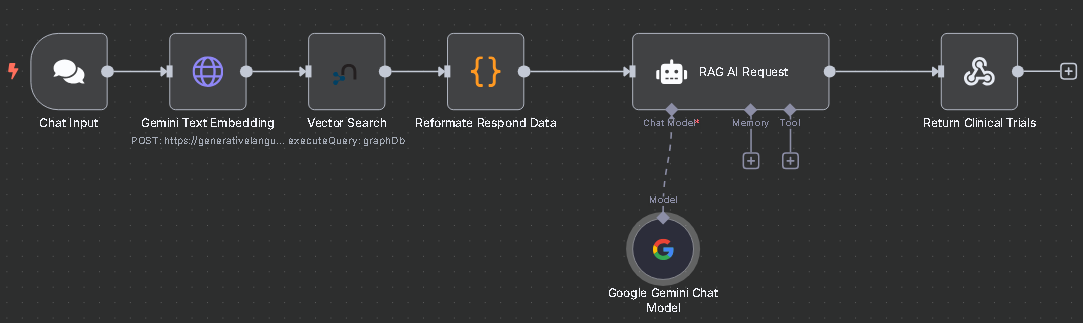 RAG AI Request
Chat Input
Gemini Text Embedding
Vector Search
Reformate Respond Data
Chat Model*
Memory
Tool
Return Clinical Trials
POST: https://generativelangu...
executeQuery: graphDb
Model
Google Gemini Chat
Model